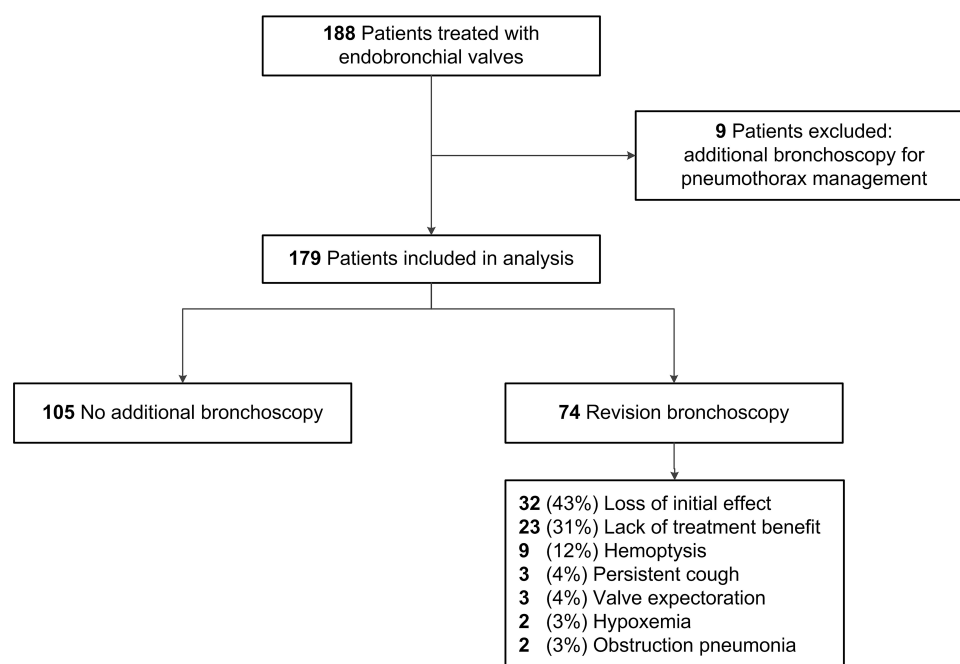 188 Patients treated with
endobronchial valves
9 Patients excluded:
additional bronchoscopy for
pneumothorax management
179 Patients included in analysis
105 No additional bronchoscopy
74 Revision bronchoscopy
32 (43%) Loss of initial effect
23 (31%) Lack of treatment benefit
9 (12%) Hemoptysis
3 (4%) Persistent cough
3 (4%) Valve expectoration
2 (3%) Hypoxemia
2 (3%) Obstruction pneumonia